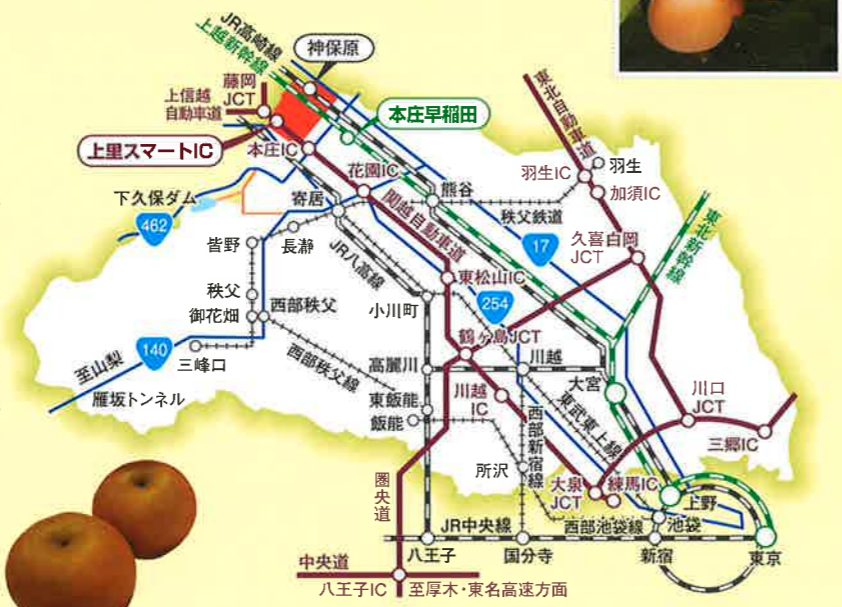 JR高崎線
上越新幹線
神保原
藤岡
JCT
上信越
自動車道
上里スマートIC
本庄IC
本庄早稲田
東北自動車道
花園IC
羽生IC
羽生
加須IC
下久保ダム
462
寄居
熊谷
秩父鉄道
関越自動車道
17
久喜白岡
JCT
東北新幹線
皆野
長瀞
JR八高線
東松山IC
秩父
御花畑
西部秩父
小川町
254
鶴ヶ島JCT
140
三峰口
至山梨
雁坂トンネル
西部秩父線
高麗川
川越
大宮
川越
IC
東武東上線
川口
JCT
東飯能
飯能
西部新宿線
三郷IC
所沢
大泉
JCT
練馬IC
上野
圏央道
JR中央線
西部池袋線
池袋
八王子
国分寺
新宿
東京
中央道
八王子IC
至厚木・東名高速方面